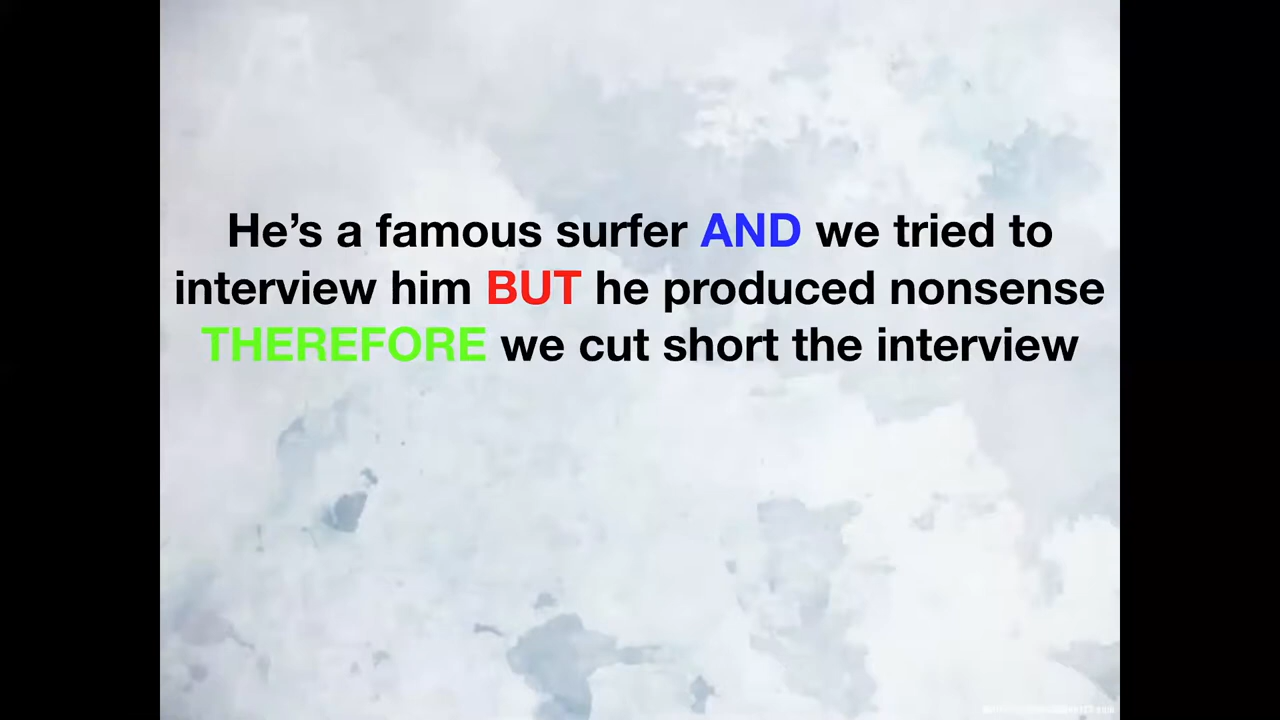 He’s a famous surfer AND we tried to
interview him BUT he produced nonsense
THEREFORE we cut short the interview